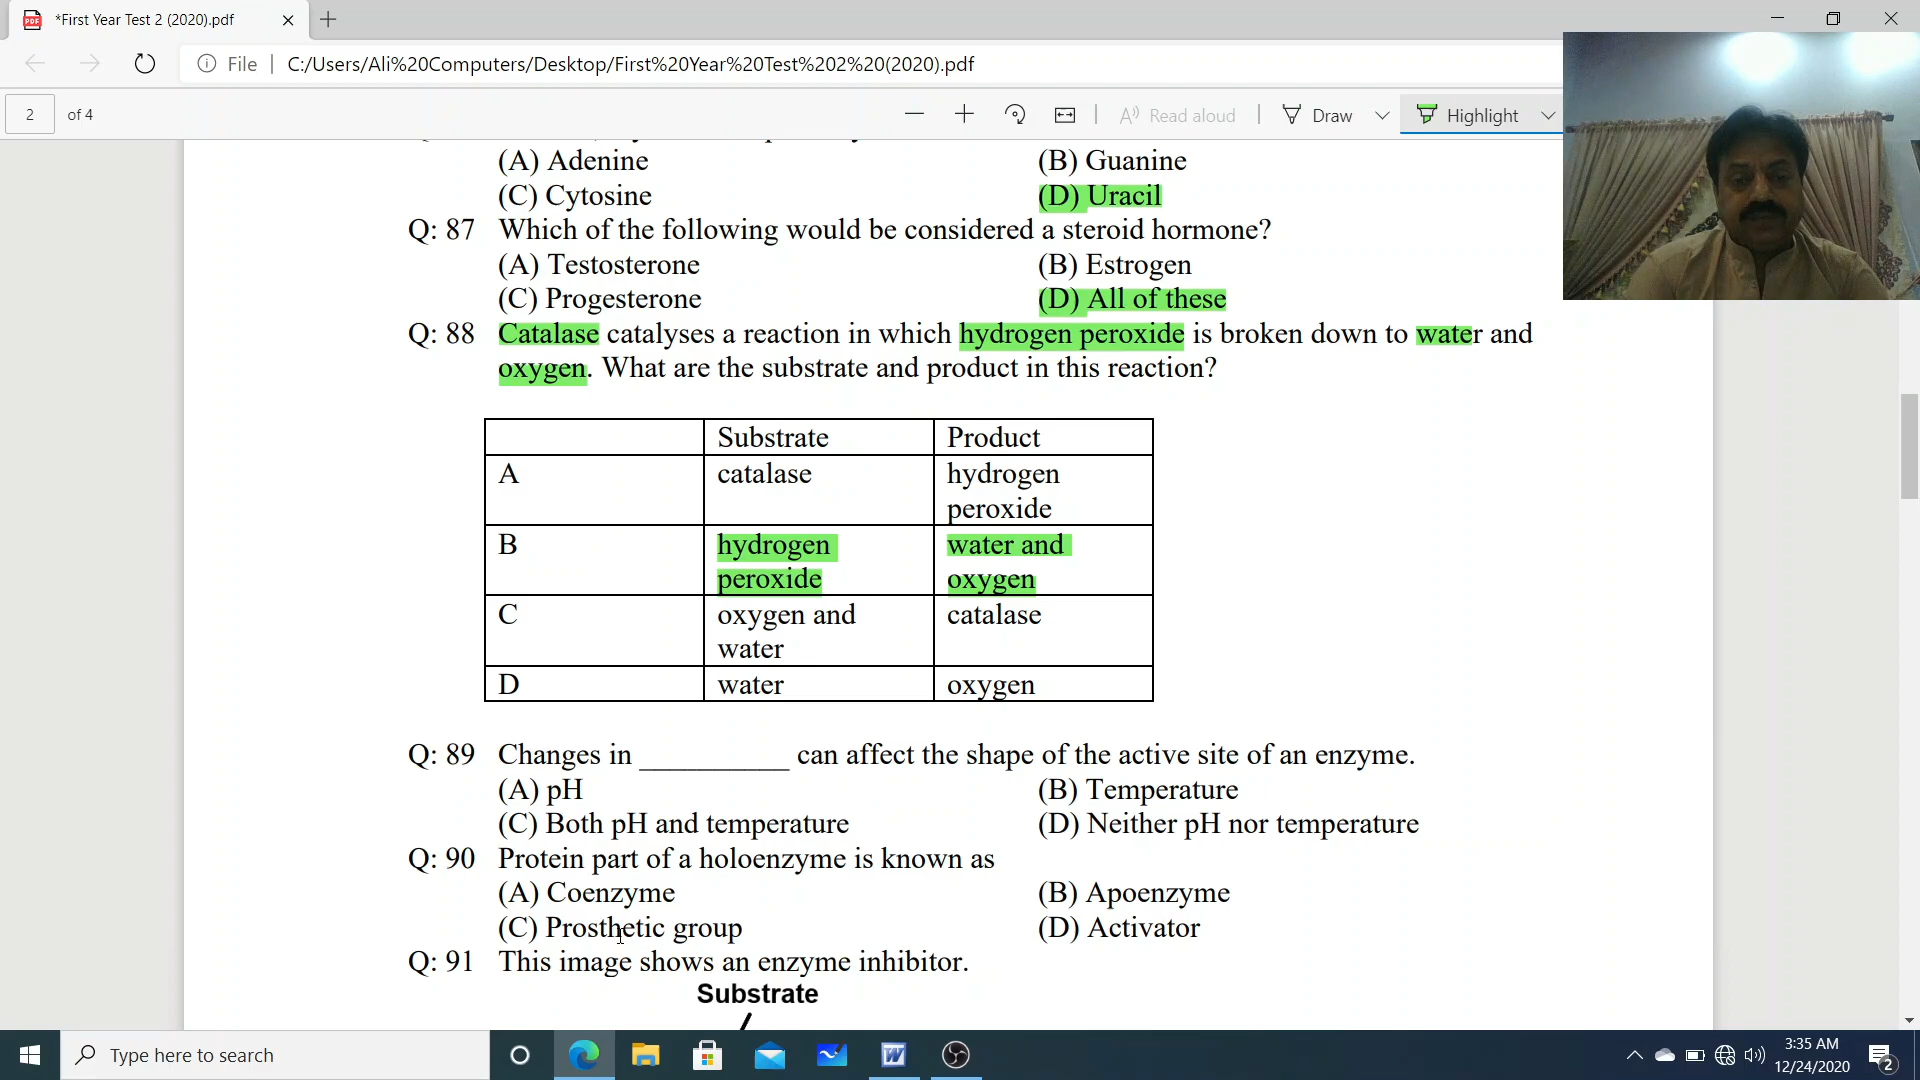 *First Year Test 2 (2020).pdf
File | C:/Users/Ali%20Computers/Desktop/First%20Year%20Test%202%20(2020).pdf
2 of 4 Read aloud Draw Highlight
(A) Adenine (B) Guanine
(C) Cytosine (D) Uracil
Q: 87 Which of the following would be considered a steroid hormone?
(A) Testosterone (B) Estrogen
(C) Progesterone (D) All of these
Q: 88 Catalase catalyses a reaction in which hydrogen peroxide is broken down to water and
oxygen. What are the substrate and product in this reaction?
Substrate Product
A catalase hydrogen
peroxide
B hydrogen water and
peroxide oxygen
C oxygen and catalase
water
D water oxygen
Q: 89 Changes in __________ can affect the shape of the active site of an enzyme.
(A) pH (B) Temperature
(C) Both pH and temperature (D) Neither pH nor temperature
Q: 90 Protein part of a holoenzyme is known as
(A) Coenzyme (B) Apoenzyme
(C) Prosthetic group (D) Activator
Q: 91 This image shows an enzyme inhibitor.
Substrate
Type here to search
3:35 AM
12/24/2020
2